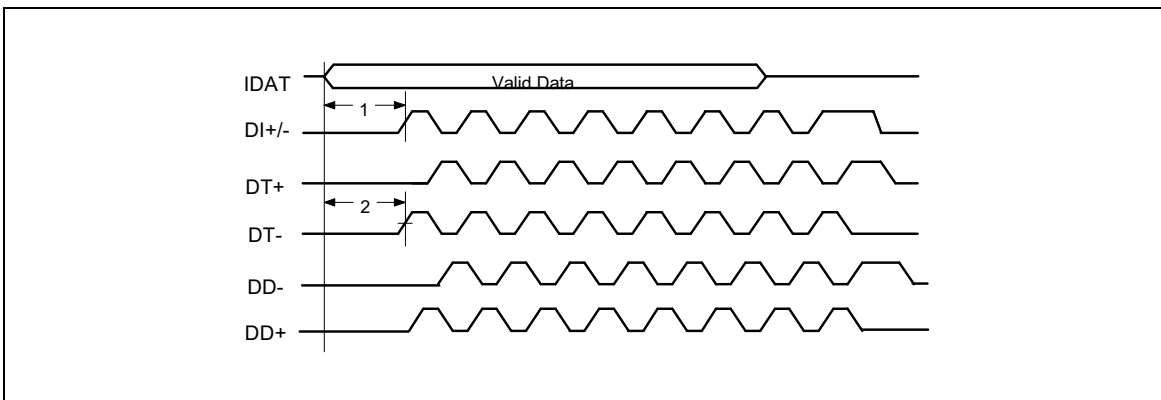 IDAT
Valid Data
1
DI+/-
DT+
2
DT-
DD-
DD+